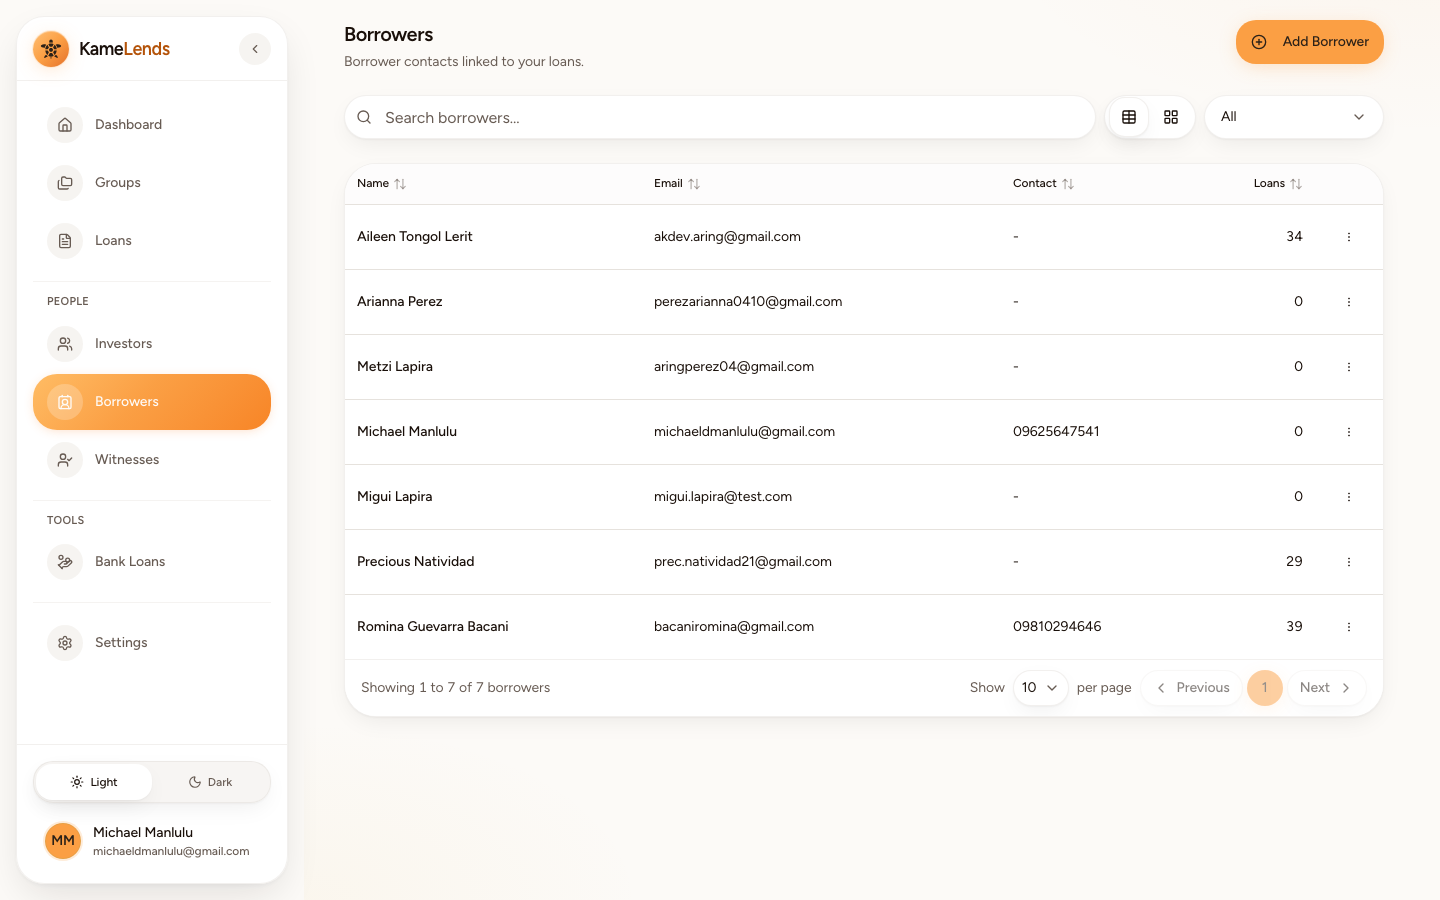 KameLends
Dashboard
Groups
Loans
PEOPLE
Investors
Borrowers
Witnesses
TOOLS
Bank Loans
Settings
Light Dark
MM
Michael Manlulu
michaeldmanlulu@gmail.com
Borrowers
Borrower contacts linked to your loans.
Add Borrower
Search borrowers...
All
Name Email Contact Loans
Aileen Tongol Lerit akdev.aring@gmail.com - 34
Arianna Perez perezarianna0410@gmail.com - 0
Metzi Lapira aringperez04@gmail.com - 0
Michael Manlulu michaeldmanlulu@gmail.com 09625647541 0
Migui Lapira migui.lapira@test.com - 0
Precious Natividad prec.natividad21@gmail.com - 29
Romina Guevarra Bacani bacaniromina@gmail.com 09810294646 39
Showing 1 to 7 of 7 borrowers Show 10 per page Previous 1 Next